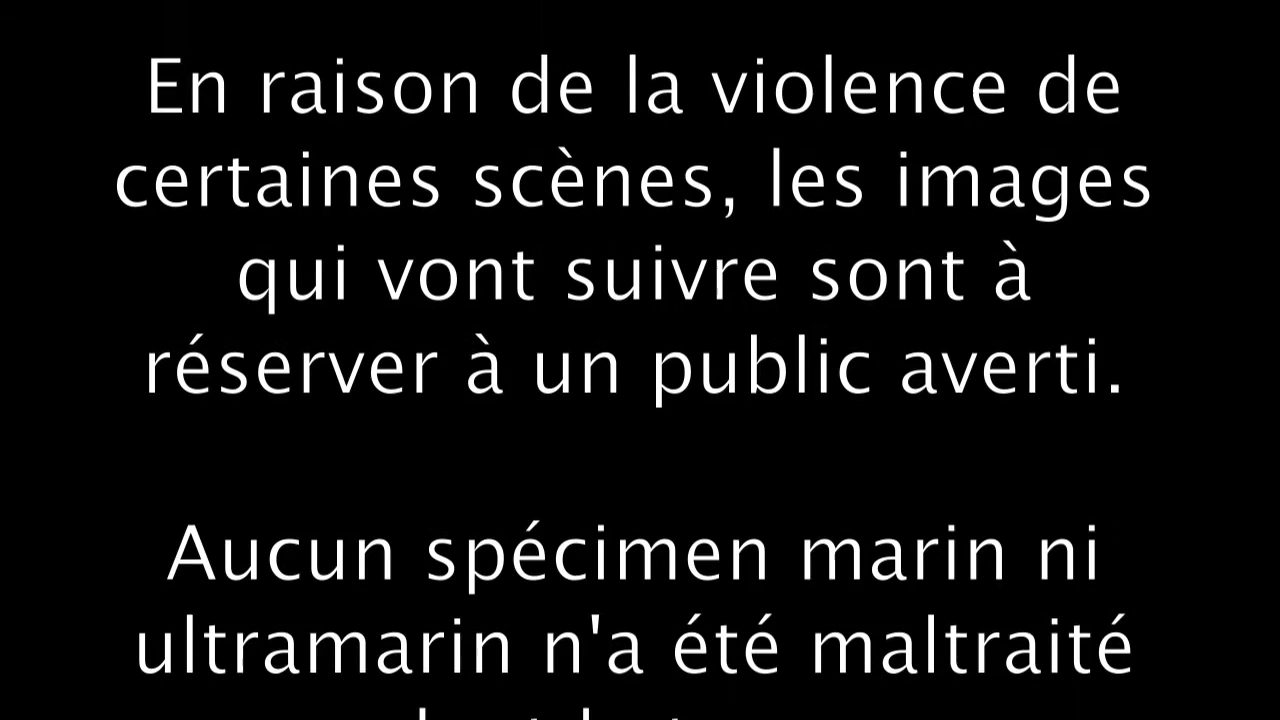 En raison de la violence de
certaines scènes, les images
qui vont suivre sont à
réserver à un public averti.
Aucun spécimen marin ni
ultramarin n'a été maltraité